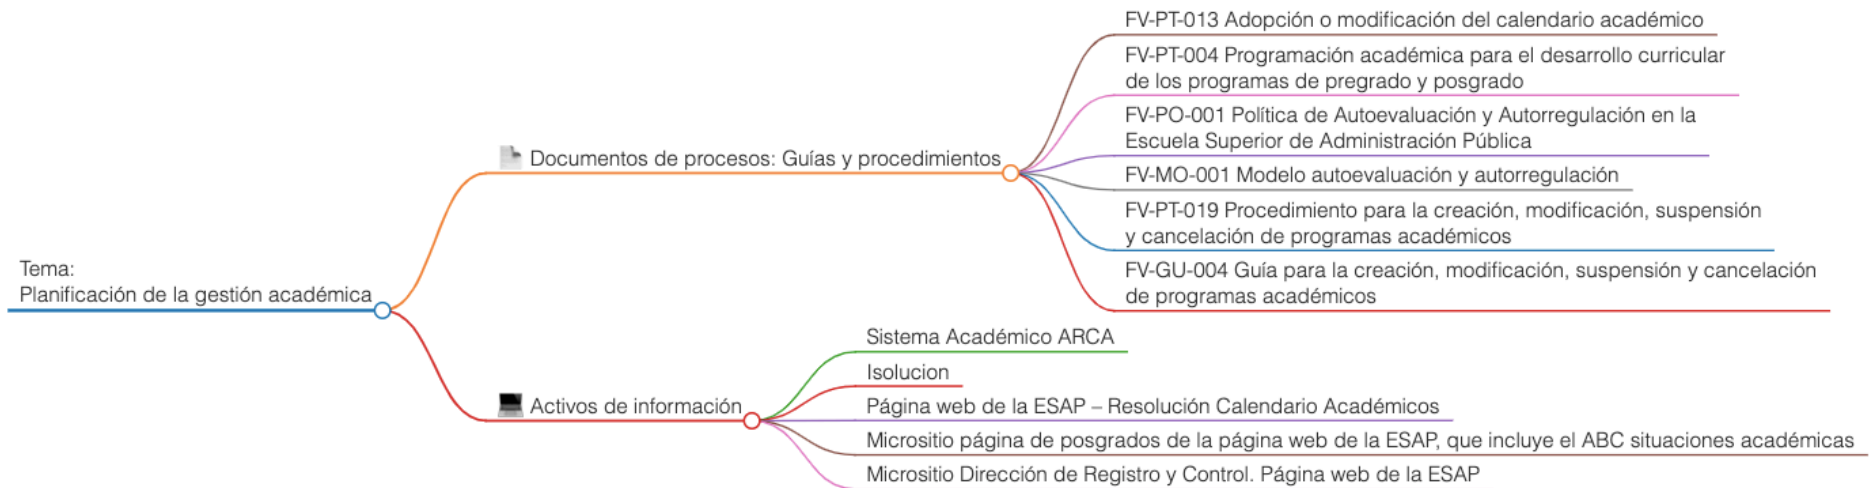 Tema:
Planificación de la gestión académica
Documentos de procesos: Guías y procedimientos
FV-PT-013 Adopción o modificación del calendario académico
FV-PT-004 Programación académica para el desarrollo curricular
de los programas de pregrado y posgrado
FV-PO-001 Política de Autoevaluación y Autorregulación en la
Escuela Superior de Administración Pública
FV-MO-001 Modelo autoevaluación y autorregulación
FV-PT-019 Procedimiento para la creación, modificación, suspensión
y cancelación de programas académicos
FV-GU-004 Guía para la creación, modificación, suspensión y cancelación
de programas académicos
Activos de información
Sistema Académico ARCA
Isolucion
Página web de la ESAP – Resolución Calendario Académicos
Micrositio página de posgrados de la página web de la ESAP, que incluye el ABC situaciones académicas
Micrositio Dirección de Registro y Control. Página web de la ESAP